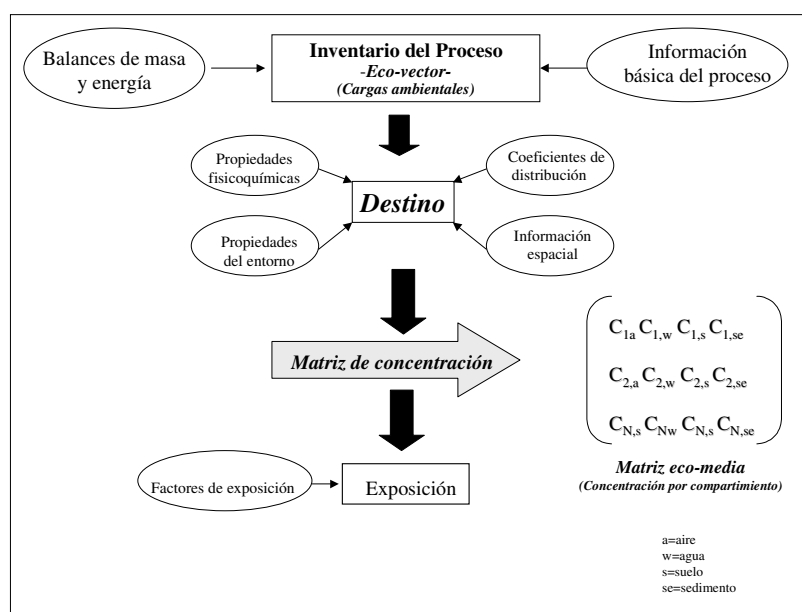 Balances de masa
y energía
Inventario del Proceso
-Eco-vector-
(Cargas ambientales)
Información
básica del proceso
Propiedades
fisicoquímicas
Coeficientes de
distribución
Destino
Propiedades
del entorno
Información
espacial
Matriz de concentración
C1a C1,w C1,s C1,se
C2,a C2,w C2,s C2,se
CN,s CNw CN,s CN,se
Matriz eco-media
(Concentración por compartimiento)
Factores de exposición
Exposición
a=aire
w=agua
s=suelo
se=sedimento